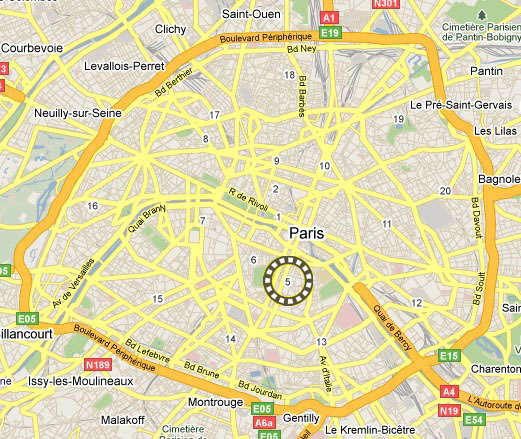 N301
Saint-Ouen
A1
E19
Clichy
Cimetière Parisien
de Pantin-Bobigny
Courbevoie
Boulevard Périphérique
Bd Ney
Levallois-Perret
Bd Berthier
18
Bd Barbès
Pantin
Neuilly-sur-Seine
17
19
Le Pré-Saint-Gervais
Les Lilas
9
10
2
20
Bagnole
16
R de Rivoli
1
Quai Branly
7
Paris
11
Bd Davout
6
5
Av de Versailles
15
12
Bd Soult
05
E05
14
13
Quai de Bercy
illancourt
Boulevard Périphérique
Bd Lefebvre
Bd Brune
Bd Jourdan
Av d'Italie
E15
Charenton
N189
Issy-les-Moulineaux
A4
Montrouge
E05
N19
L'Autoroute de
E54
Malakoff
A6a
Gentilly
Cimetière
E05
Le Kremlin-Bicêtre